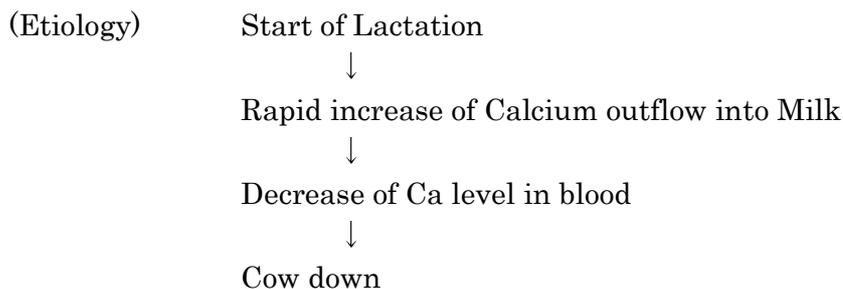 (Etiology) Start of Lactation
↓
Rapid increase of Calcium outflow into Milk
↓
Decrease of Ca level in blood
↓
Cow down